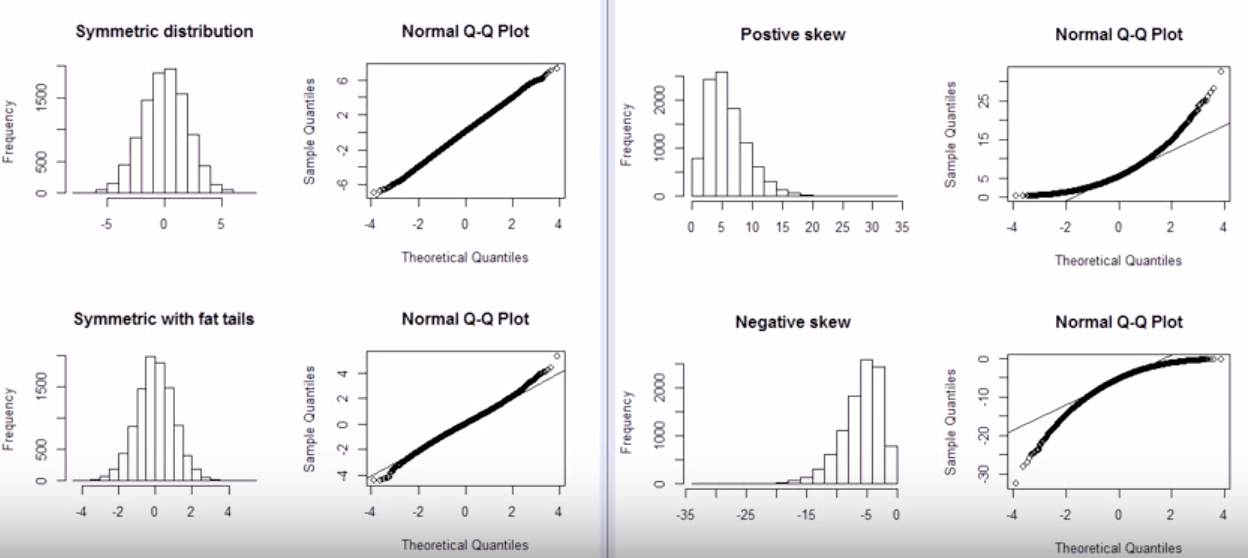 Symmetric distribution
Normal Q-Q Plot
Frequency
0 500 1500
-5 0 5
Sample Quantiles
-6 -2 2 6
-4 -2 0 2 4
Theoretical Quantiles
Postive skew
Normal Q-Q Plot
Frequency
0 1000 2000
0 5 10 15 20 25 30 35
Sample Quantiles
0 5 15 25
-4 -2 0 2 4
Theoretical Quantiles
Symmetric with fat tails
Normal Q-Q Plot
Frequency
0 500 1500
-4 -2 0 2 4
Sample Quantiles
-4 -2 0 2 4
-4 -2 0 2 4
Theoretical Quantiles
Negative skew
Normal Q-Q Plot
Frequency
0 1000 2000
-35 -25 -15 -5 0
Sample Quantiles
-30 -20 -10 0
-4 -2 0 2 4
Theoretical Quantiles